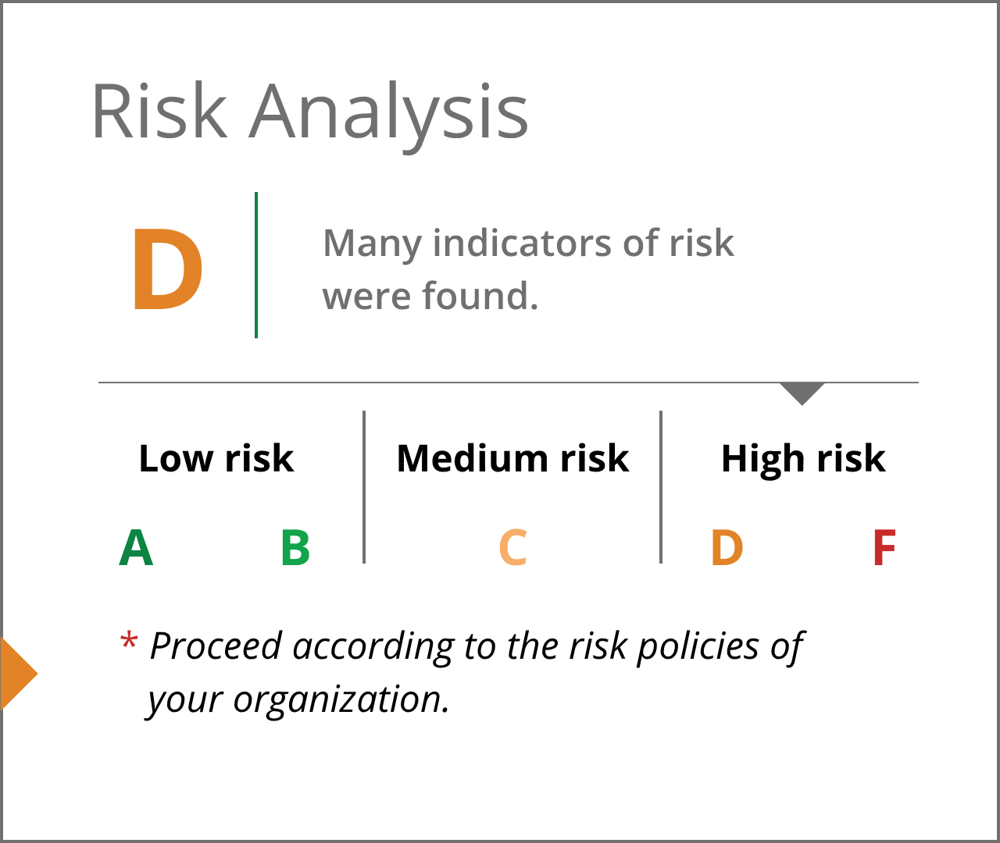 Risk Analysis
D
Many indicators of risk
were found.
Low risk
Medium risk
High risk
A
B
C
D
F
* Proceed according to the risk policies of
your organization.